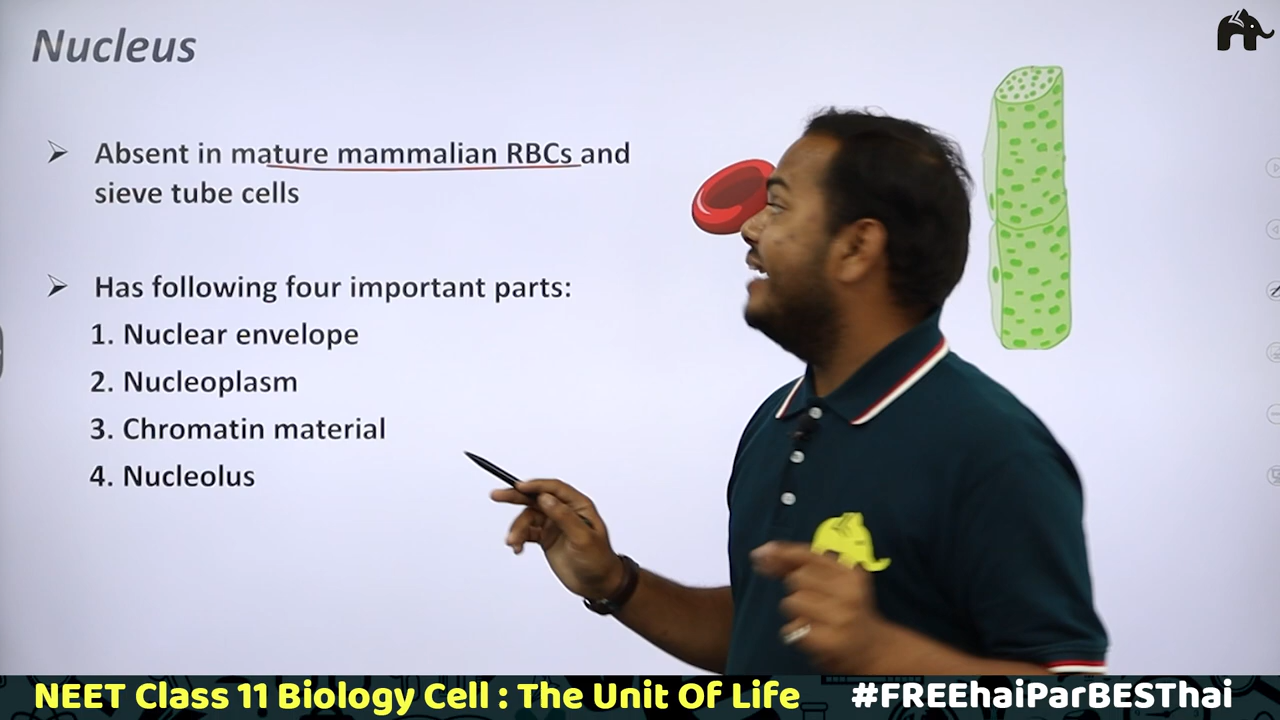 Nucleus
➢ Absent in mature mammalian RBCs and
sieve tube cells
➢ Has following four important parts:
1. Nuclear envelope
2. Nucleoplasm
3. Chromatin material
4. Nucleolus
NEET Class 11 Biology Cell : The Unit Of Life #FREEhaiParBESThai